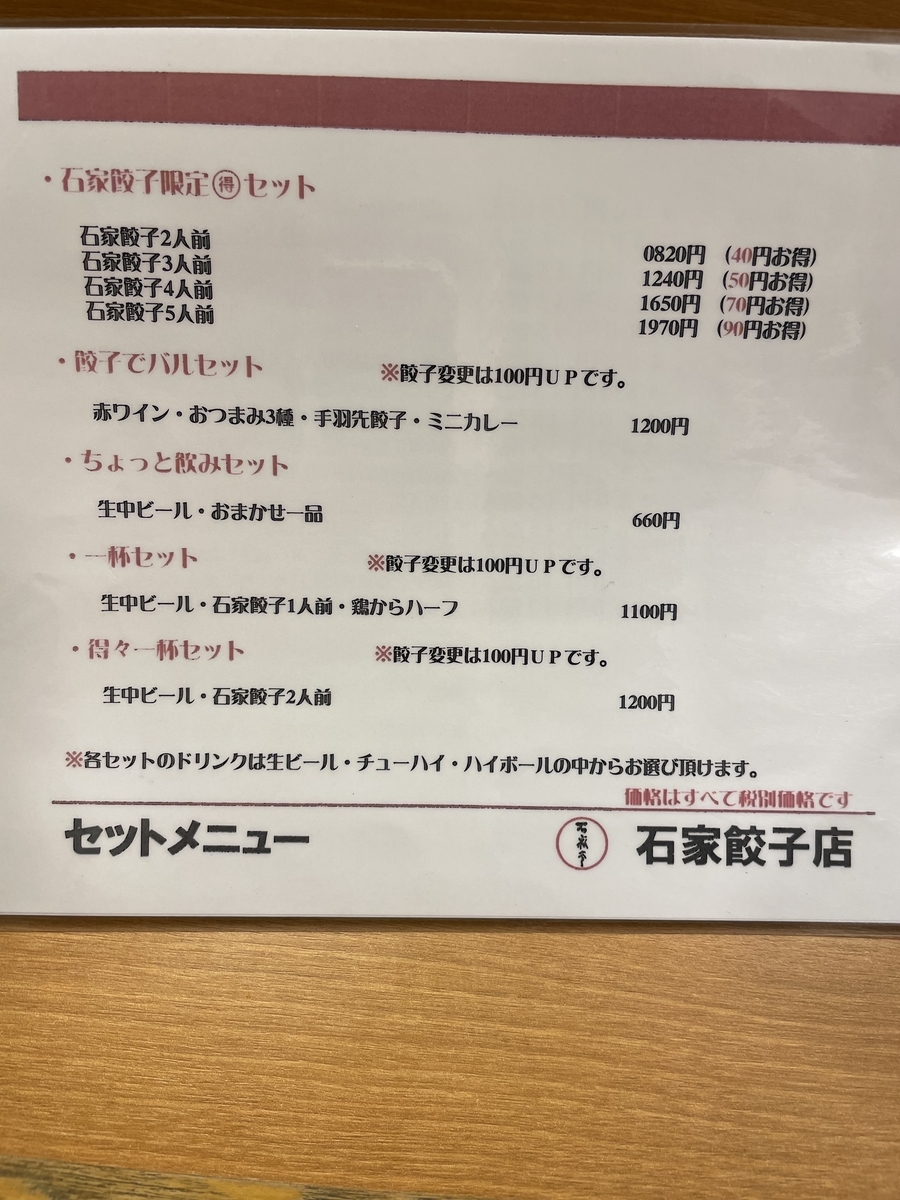 ・石家餃子限定㊝セット
石家餃子2人前 0820円 (40円お得)
石家餃子3人前 1240円 (50円お得)
石家餃子4人前 1650円 (70円お得)
石家餃子5人前 1970円 (90円お得)
・餃子でバルセット ※餃子変更は100円UPです。
赤ワイン・おつまみ3種・手羽先餃子・ミニカレー 1200円
・ちょっと飲みセット
生中ビール・おまかせ一品 660円
・一杯セット ※餃子変更は100円UPです。
生中ビール・石家餃子1人前・鶏からハーフ 1100円
・得々一杯セット ※餃子変更は100円UPです。
生中ビール・石家餃子2人前 1200円
※各セットのドリンクは生ビール・チューハイ・ハイボールの中からお選び頂けます。
価格はすべて税別価格です
セットメニュー 石家餃子店